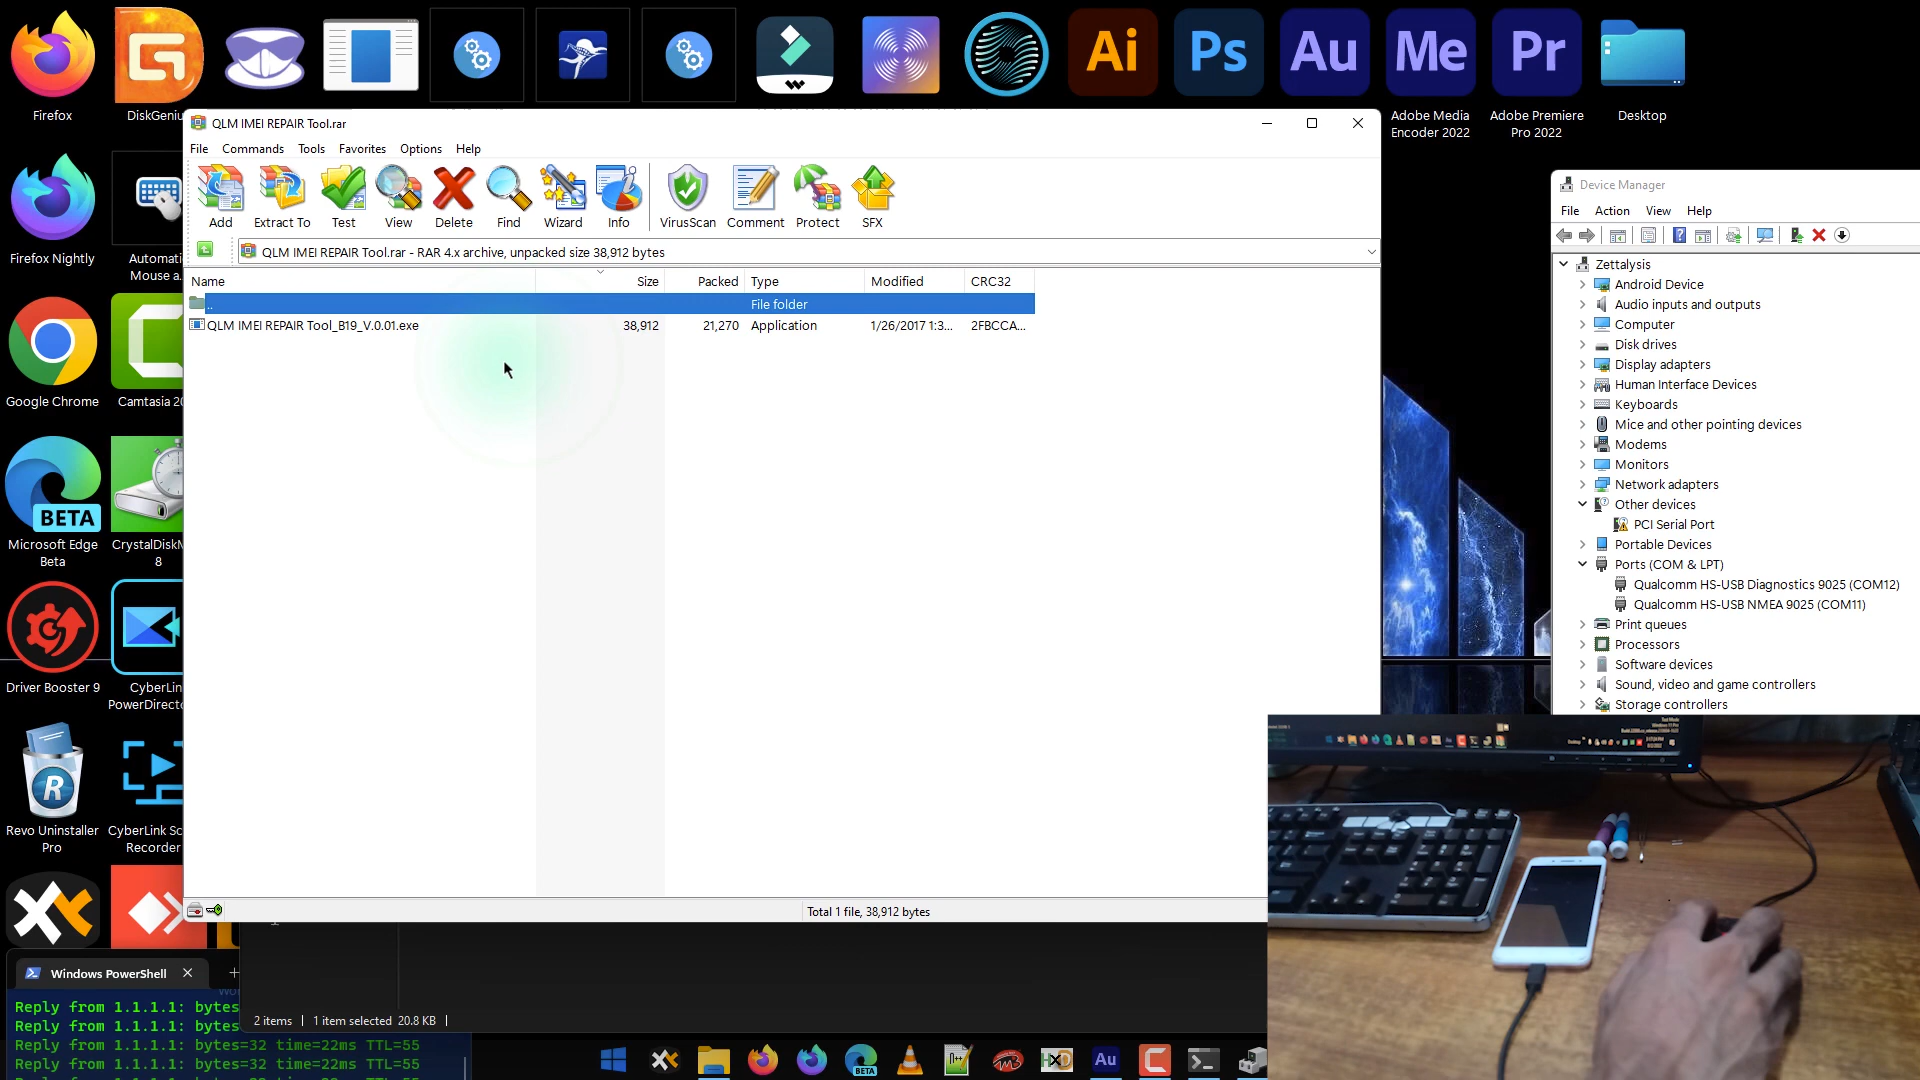 Ai
Ps
Au
Me
Pr
Firefox
DiskGeniu
Adobe Media
Encoder 2022
Adobe Premiere
Pro 2022
Desktop
QLM IMEI REPAIR Tool.rar
File Commands Tools Favorites Options Help
Add
Extract To
Test
View
Delete
Find
Wizard
Info
VirusScan
Comment
Protect
SFX
QLM IMEI REPAIR Tool.rar - RAR 4.x archive, unpacked size 38,912 bytes
Name Size Packed Type Modified CRC32
.. File folder
QLM IMEI REPAIR Tool_B19_V.0.01.exe 38,912 21,270 Application 1/26/2017 1:3... 2FBCCA...
Total 1 file, 38,912 bytes
Firefox Nightly
Automati
Mouse a.
Google Chrome
Camtasia 20
BETA
Microsoft Edge
Beta
CrystalDiskM
8
Driver Booster 9
CyberLin
PowerDirecto
R
Revo Uninstaller
Pro
CyberLink Sc
Recorder
Device Manager
File Action View Help
Zettalysis
Android Device
Audio inputs and outputs
Computer
Disk drives
Display adapters
Human Interface Devices
Keyboards
Mice and other pointing devices
Modems
Monitors
Network adapters
Other devices
PCI Serial Port
Portable Devices
Ports (COM & LPT)
Qualcomm HS-USB Diagnostics 9025 (COM12)
Qualcomm HS-USB NMEA 9025 (COM11)
Print queues
Processors
Software devices
Sound, video and game controllers
Storage controllers
Windows PowerShell
Reply from 1.1.1.1: bytes
Reply from 1.1.1.1: bytes
Reply from 1.1.1.1: bytes=32 time=22ms TTL=55
Reply from 1.1.1.1: bytes=32 time=22ms TTL=55
2 items 1 item selected 20.8 KB
BETA
Au